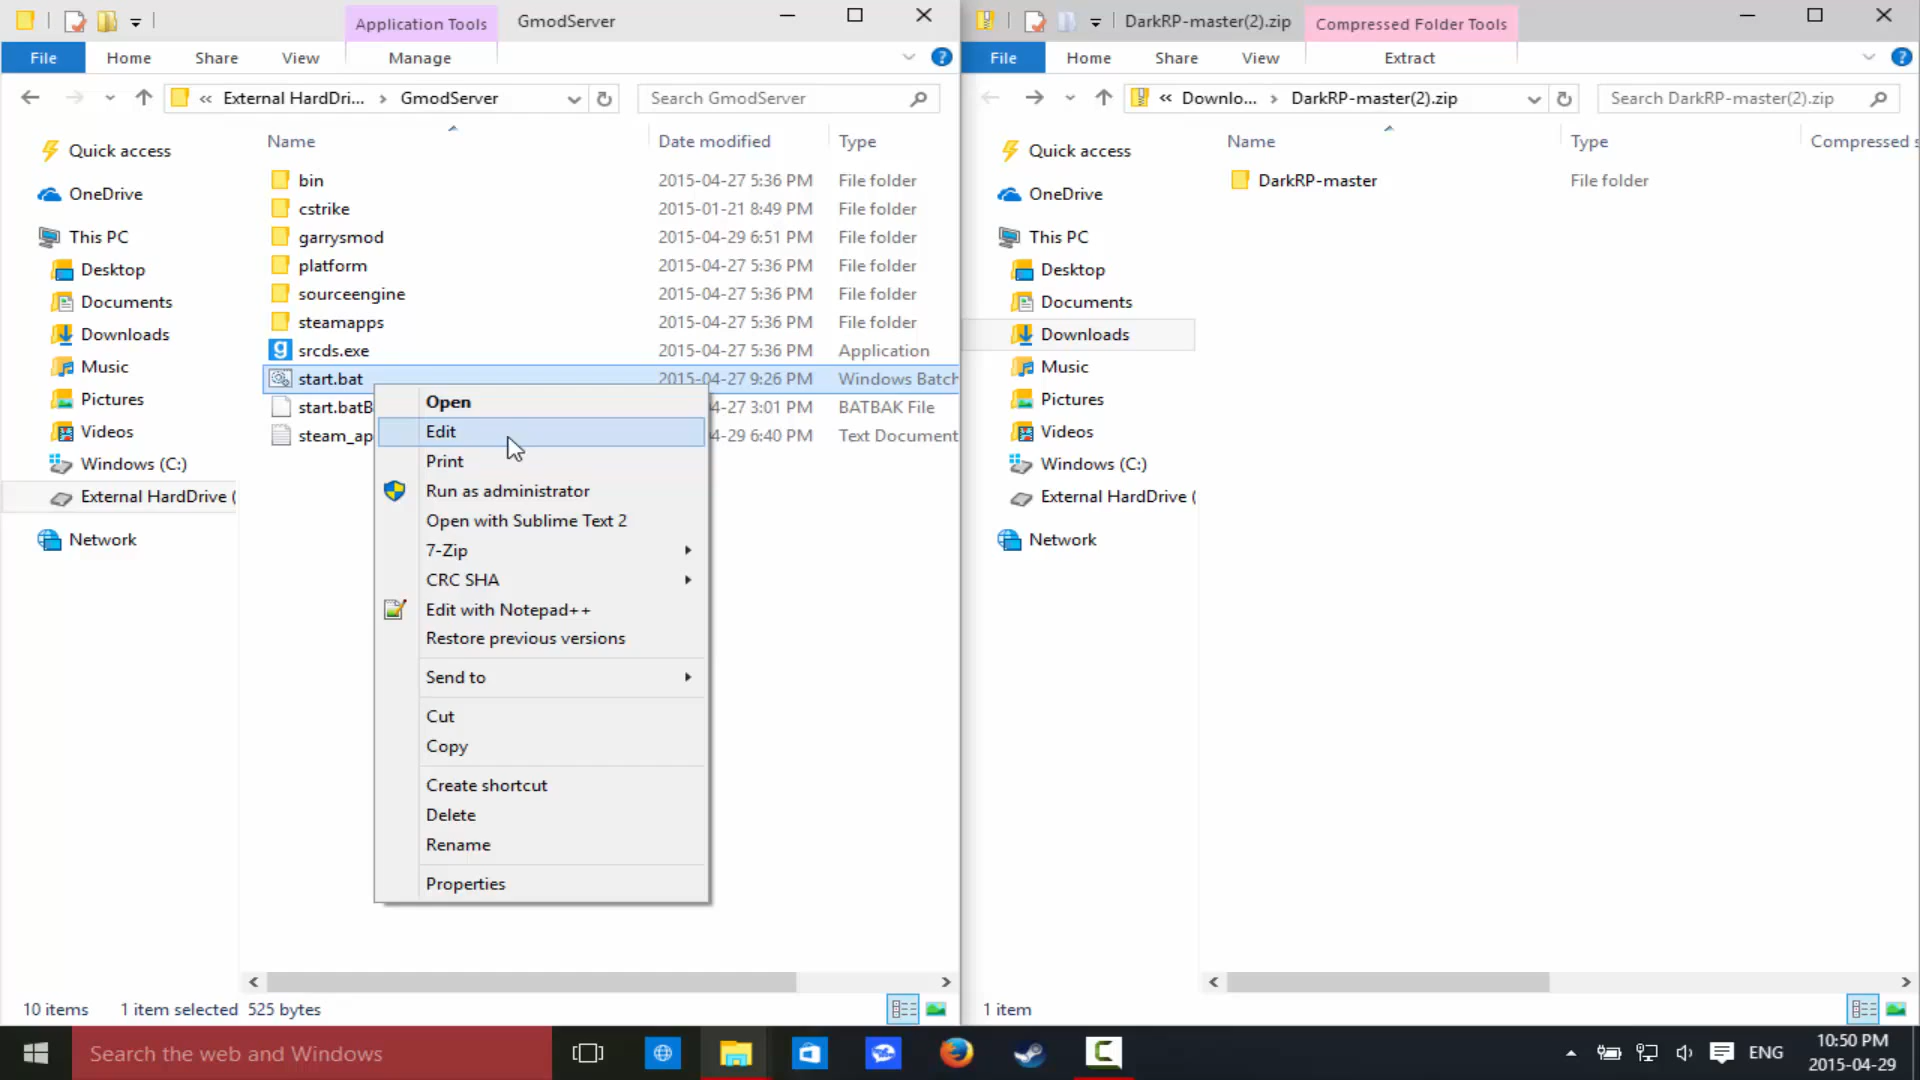 Application Tools
GmodServer
File
Home
Share
View
Manage
« External HardDri... > GmodServer
Search GmodServer
Name
Date modified
Type
Quick access
OneDrive
This PC
Desktop
Documents
Downloads
Music
Pictures
Videos
Windows (C:)
External HardDrive (
Network
bin 2015-04-27 5:36 PM File folder
cstrike 2015-01-21 8:49 PM File folder
garrysmod 2015-04-29 6:51 PM File folder
platform 2015-04-27 5:36 PM File folder
sourceengine 2015-04-27 5:36 PM File folder
steamapps 2015-04-27 5:36 PM File folder
srcds.exe 2015-04-27 5:36 PM Application
start.bat 2015-04-27 9:26 PM Windows Batch
start.batB 04-27 3:01 PM BATBAK File
steam_ap 04-29 6:40 PM Text Document
Open
Edit
Print
Run as administrator
Open with Sublime Text 2
7-Zip
CRC SHA
Edit with Notepad++
Restore previous versions
Send to
Cut
Copy
Create shortcut
Delete
Rename
Properties
10 items 1 item selected 525 bytes
DarkRP-master(2).zip
Compressed Folder Tools
File
Home
Share
View
Extract
« Downlo... > DarkRP-master(2).zip
Search DarkRP-master(2).zip
Name
Type
Compressed s
Quick access
OneDrive
This PC
Desktop
Documents
Downloads
Music
Pictures
Videos
Windows (C:)
External HardDrive (
Network
DarkRP-master File folder
1 item
Search the web and Windows
ENG
10:50 PM
2015-04-29